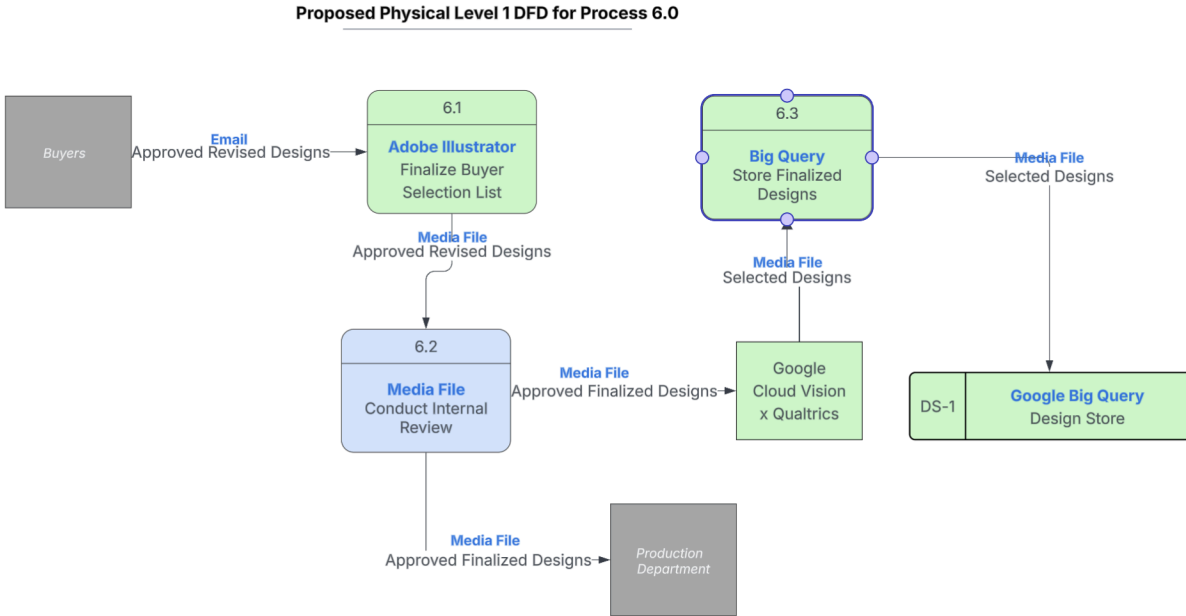 Proposed Physical Level 1 DFD for Process 6.0
Buyers
Email
Approved Revised Designs
6.1
Adobe Illustrator
Finalize Buyer
Selection List
Media File
Approved Revised Designs
6.2
Media File
Conduct Internal
Review
Media File
Approved Finalized Designs
Google
Cloud Vision
x Qualtrics
Media File
Selected Designs
6.3
Big Query
Store Finalized
Designs
Media File
Selected Designs
DS-1
Google Big Query
Design Store
Media File
Approved Finalized Designs
Production
Department